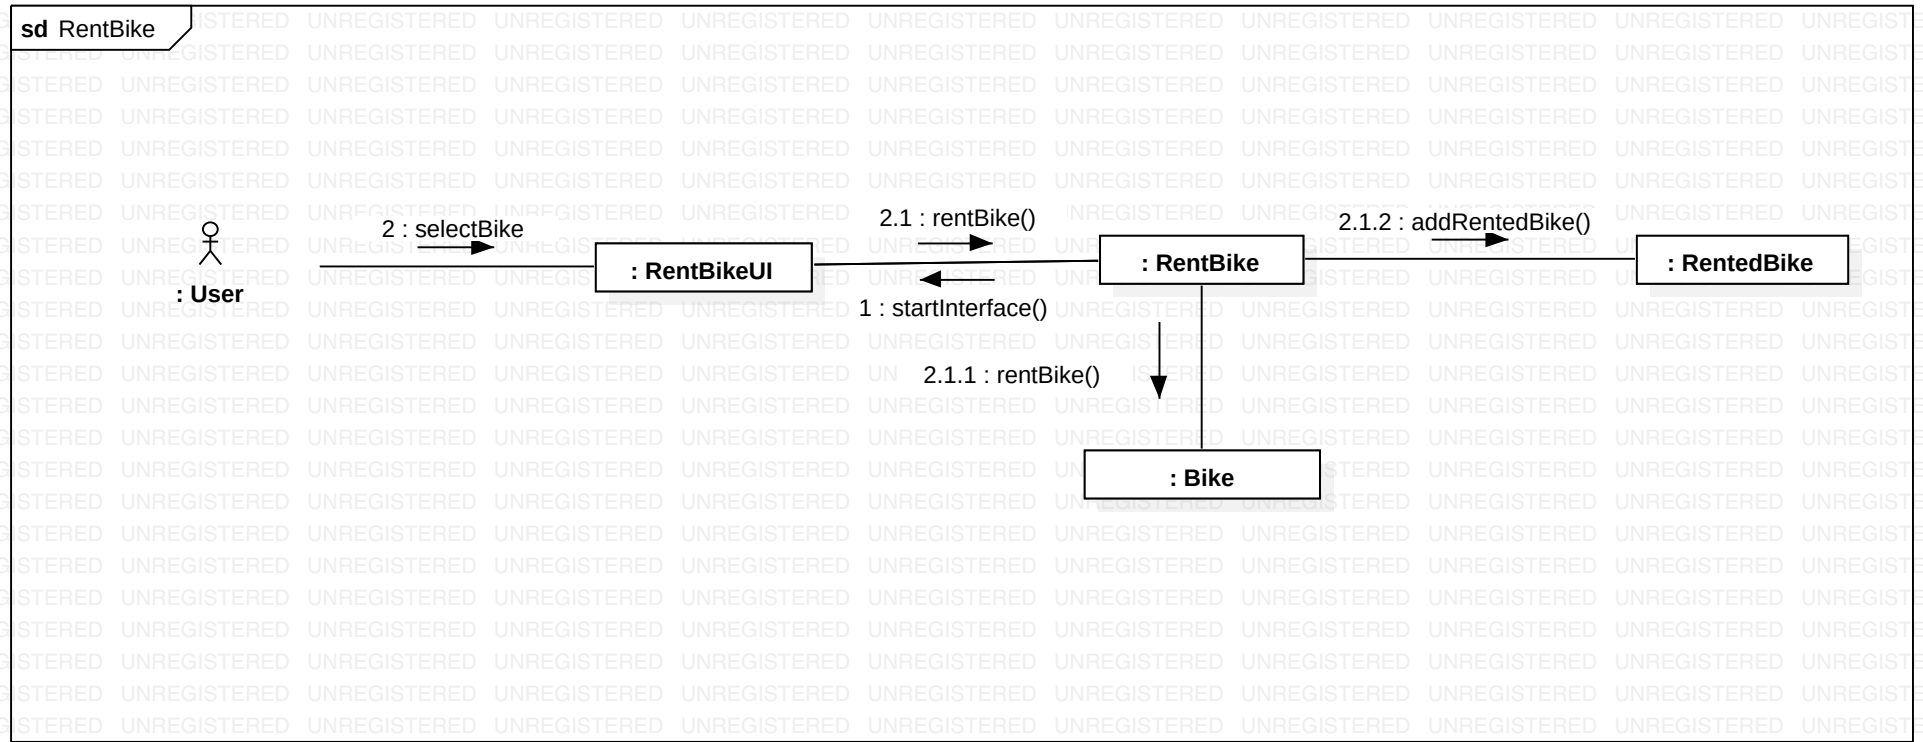 sd RentBike
2 : selectBike
2.1 : rentBike()
2.1.2 : addRentedBike()
: User
: RentBikeUI
: RentBike
: RentedBike
1 : startInterface()
2.1.1 : rentBike()
: Bike
UNREGISTERED